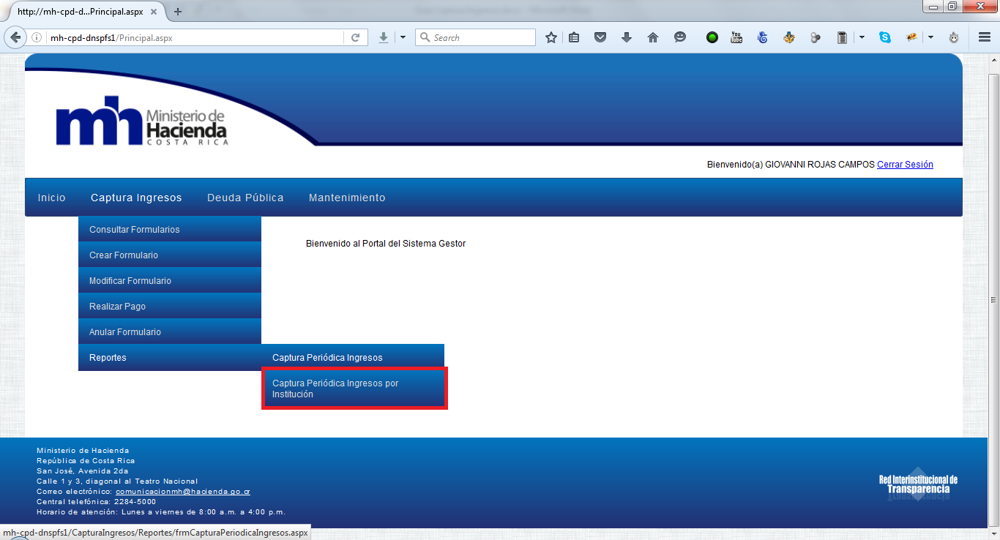 http://mh-cpd-d...Principal.aspx
mh-cpd-dnspfs1/Principal.aspx
Search
You
Tube
mh Ministerio de
Hacienda
COSTA RICA
Bienvenido(a) GIOVANNI ROJAS CAMPOS Cerrar Sesión
Inicio Captura Ingresos Deuda Pública Mantenimiento
Consultar Formularios
Bienvenido al Portal del Sistema Gestor
Crear Formulario
Modificar Formulario
Realizar Pago
Anular Formulario
Reportes Captura Periódica Ingresos
Captura Periódica Ingresos por
Institución
Ministerio de Hacienda
República de Costa Rica
San José, Avenida 2da
Calle 1 y 3, diagonal al Teatro Nacional
Correo electrónico: comunicacionmh@hacienda.go.cr
Central telefónica: 2284-5000
Horario de atención: Lunes a viernes de 8:00 a.m. a 4:00 p.m.
Red Interinstitucional de
Transparencia
mh-cpd-dnspfs1/CapturaIngresos/Reportes/frmCapturaPeriodicaIngresos.aspx